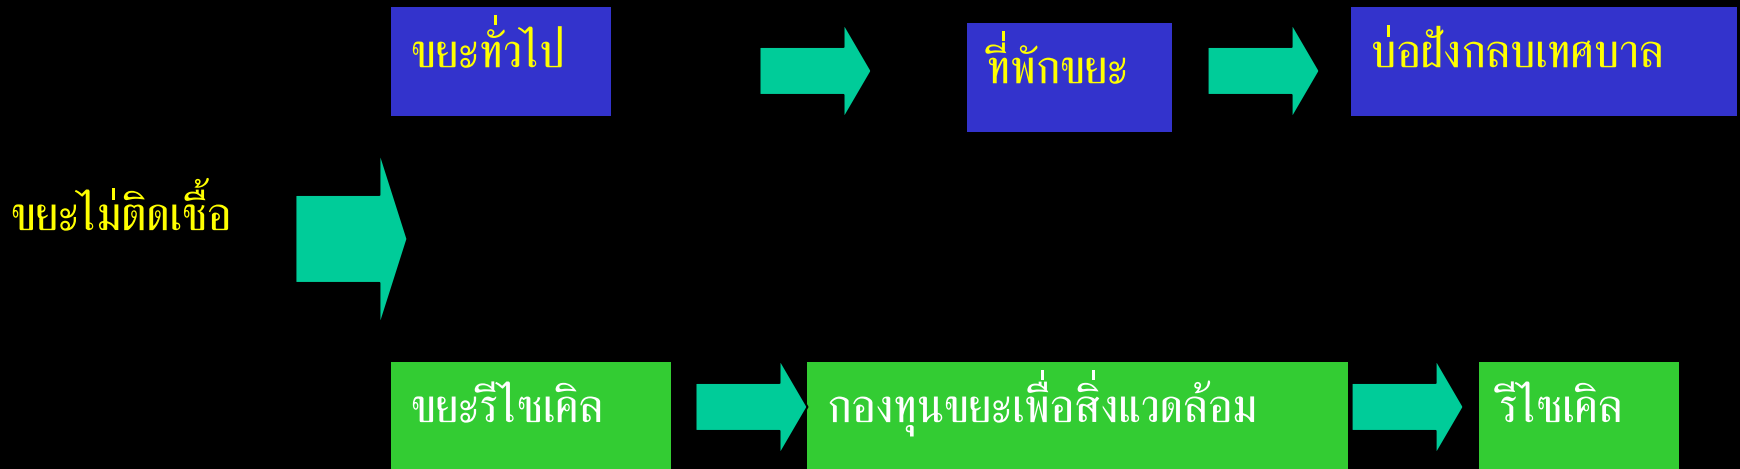 ขยะทั่วไป
ที่พักขยะ
บ่อฝังกลบเทศบาล
ขยะไม่ติดเชื้อ
ขยะรีไซเคิล
กองทุนขยะเพื่อสิ่งแวดล้อม
รีไซเคิล